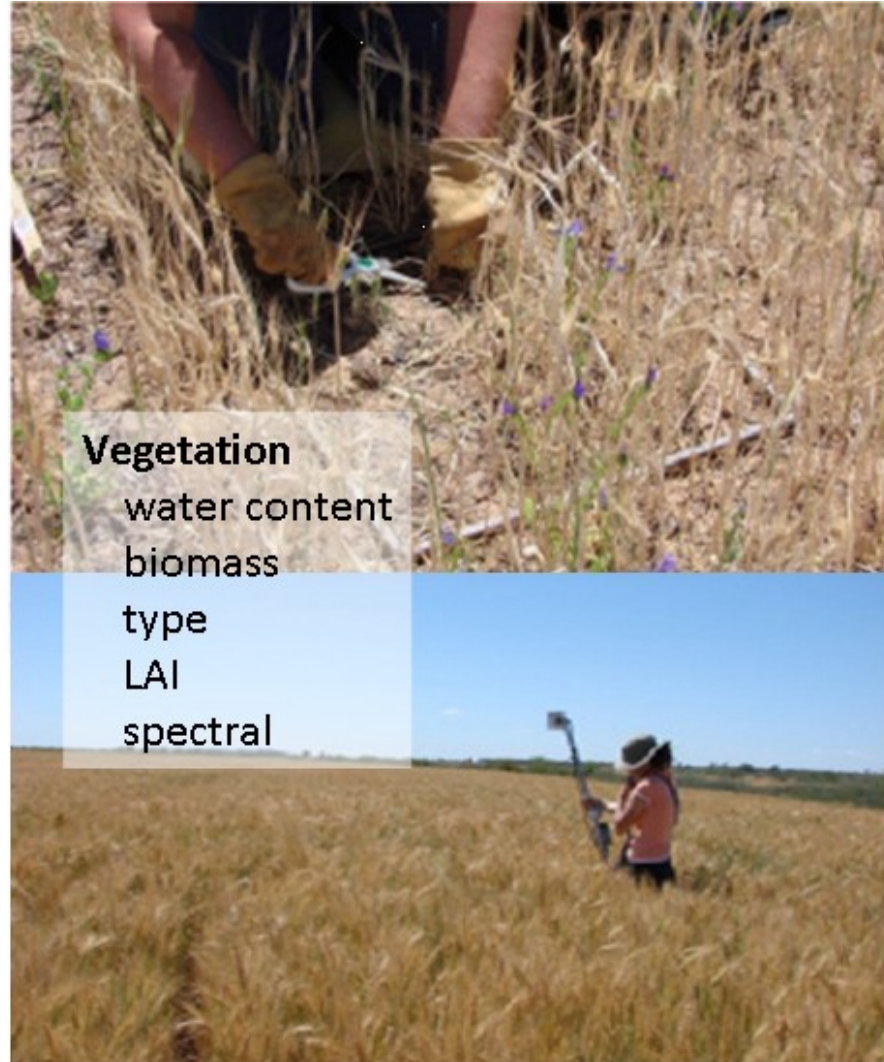 Vegetation
water content
biomass
type
LAI
spectral